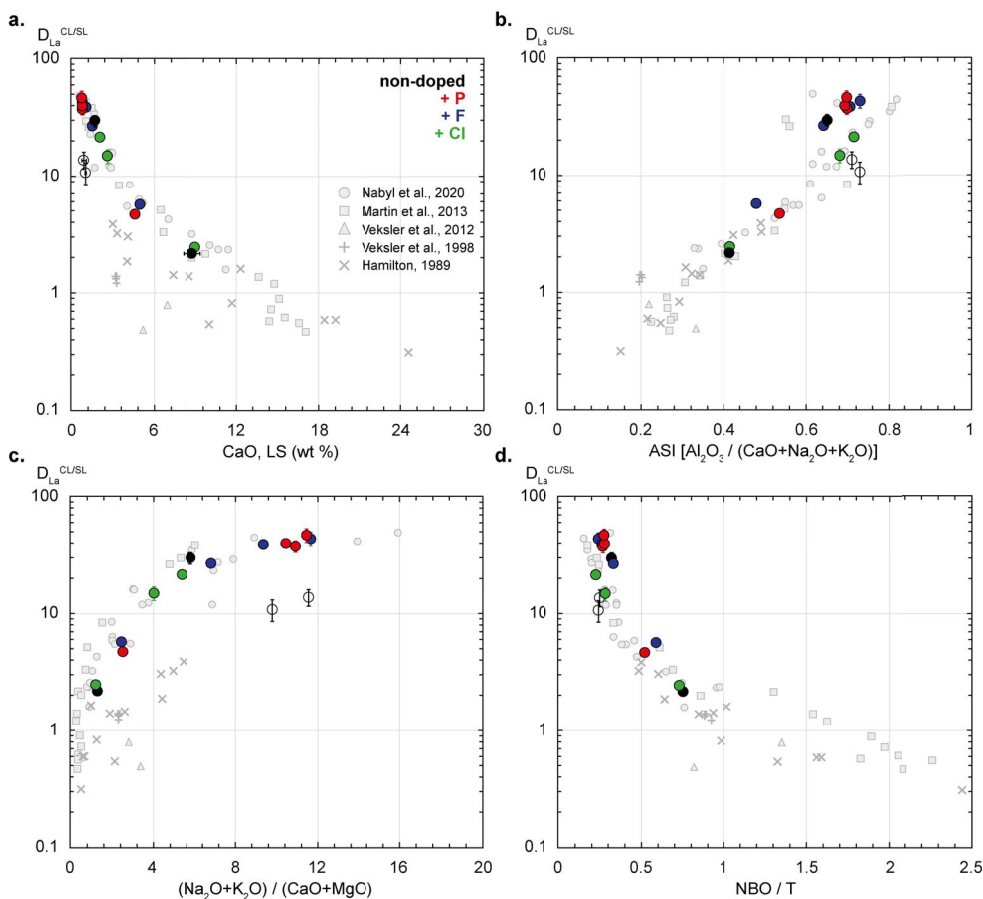 a.
D_La^CL/SL
100
10
1
0.1
0
6
12
18
24
30
CaO, LS (wt %)
non-doped
+ P
+ F
+ Cl
Nabyl et al., 2020
Martin et al., 2013
Veksler et al., 2012
Veksler et al., 1998
Hamilton, 1989
b.
D_La^CL/SL
100
10
1
0.1
0
0.2
0.4
0.6
0.8
1
ASI [Al₂O₃ / (CaO+Na₂O+K₂O)]
c.
D_La^CL/SL
100
10
1
0.1
0
4
8
12
16
20
(Na₂O+K₂O) / (CaO+MgO)
d.
D_La^CL/SL
100
10
1
0.1
0
0.5
1
1.5
2
2.5
NBO / T